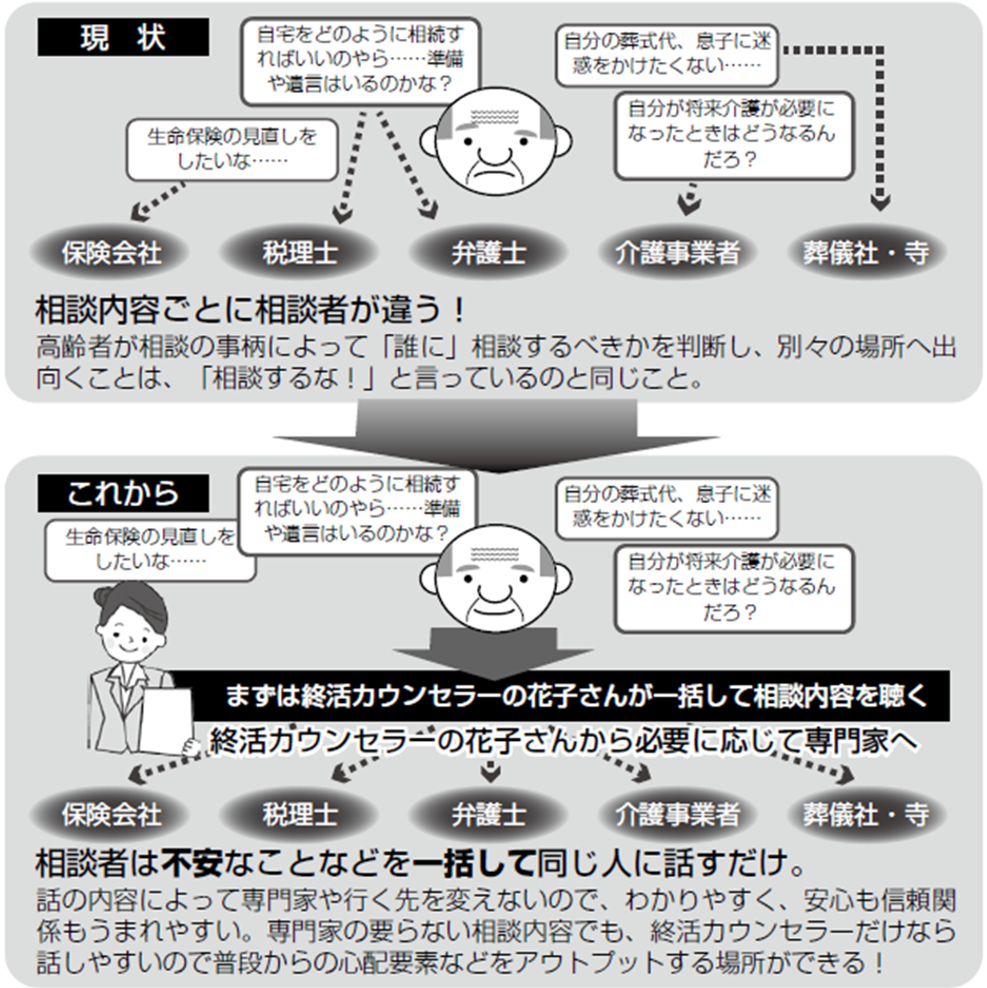 現　状
自宅をどのように相続す
ればいいのやら……準備
や遺言はいるのかな？
自分の葬式代、息子に迷
惑をかけたくない……
生命保険の見直しを
したいな……
自分が将来介護が必要に
なったときはどうなるん
だろ？
保険会社
税理士
弁護士
介護事業者
葬儀社・寺
相談内容ごとに相談者が違う！
高齢者が相談の事柄によって「誰に」相談するべきかを判断し、別々の場所へ出
向くことは、「相談するな！」と言っているのと同じこと。
これから
自宅をどのように相続す
ればいいのやら……準備
や遺言はいるのかな？
自分の葬式代、息子に迷
惑をかけたくない……
生命保険の見直しを
したいな……
自分が将来介護が必要に
なったときはどうなるん
だろ？
まずは終活カウンセラーの花子さんが一括して相談内容を聴く
終活カウンセラーの花子さんから必要に応じて専門家へ
保険会社
税理士
弁護士
介護事業者
葬儀社・寺
相談者は不安なことなどを一括して同じ人に話すだけ。
話の内容によって専門家や行く先を変えないので、わかりやすく、安心も信頼関
係もうまれやすい。専門家の要らない相談内容でも、終活カウンセラーだけなら
話しやすいので普段からの心配要素などをアウトプットする場所ができる！